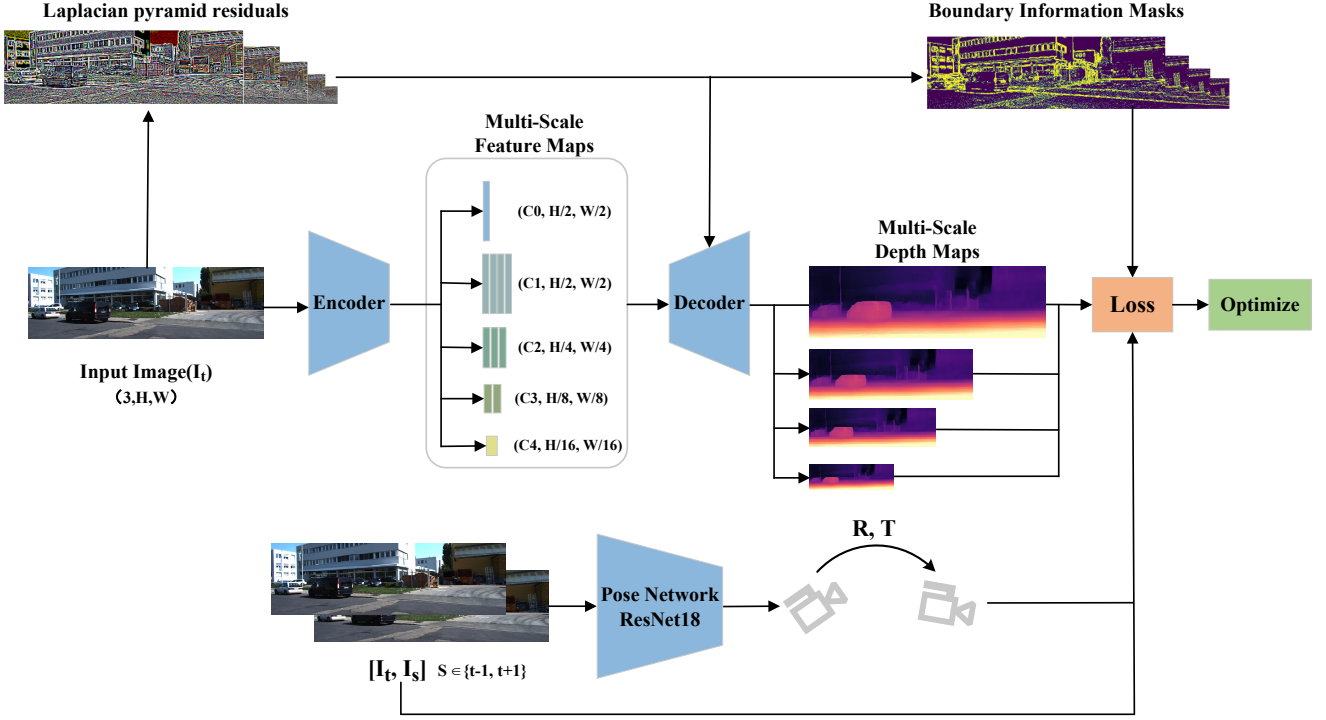 Laplacian pyramid residuals
Boundary Information Masks
Multi-Scale
Feature Maps
(C0, H/2, W/2)
(C1, H/2, W/2)
(C2, H/4, W/4)
(C3, H/8, W/8)
(C4, H/16, W/16)
Encoder
Input Image(Iₜ)
(3,H,W)
Decoder
Multi-Scale
Depth Maps
Loss
Optimize
R, T
Pose Network
ResNet18
[Iₜ, Iₛ] S∈{t-1, t+1}